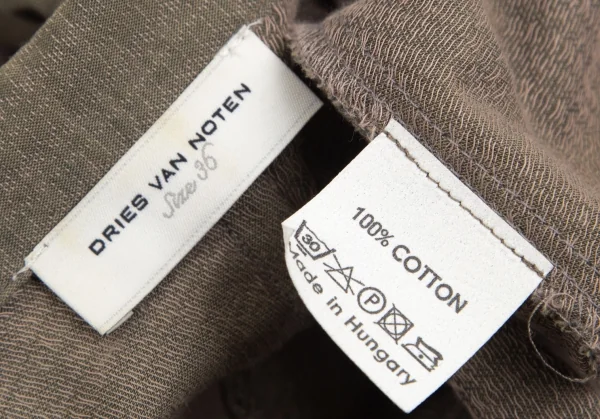 DRIES VAN NOTEN
Size 36
100% COTTON
30 P
Made in Hungary